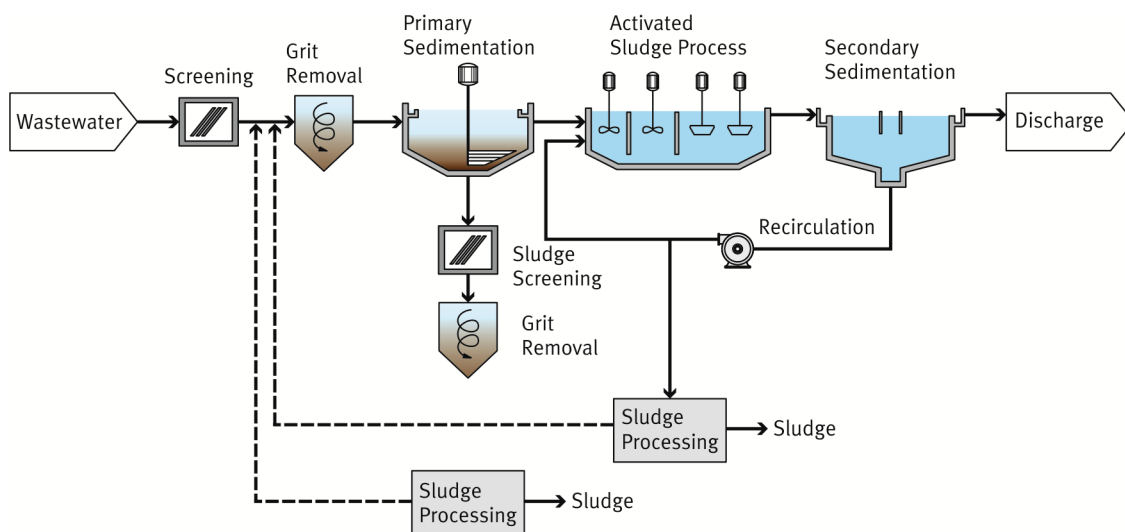 Primary
Sedimentation
Activated
Sludge Process
Grit
Removal
Secondary
Sedimentation
Screening
Wastewater
Discharge
Recirculation
Sludge
Screening
Grit
Removal
Sludge
Processing
Sludge
Sludge
Processing
Sludge